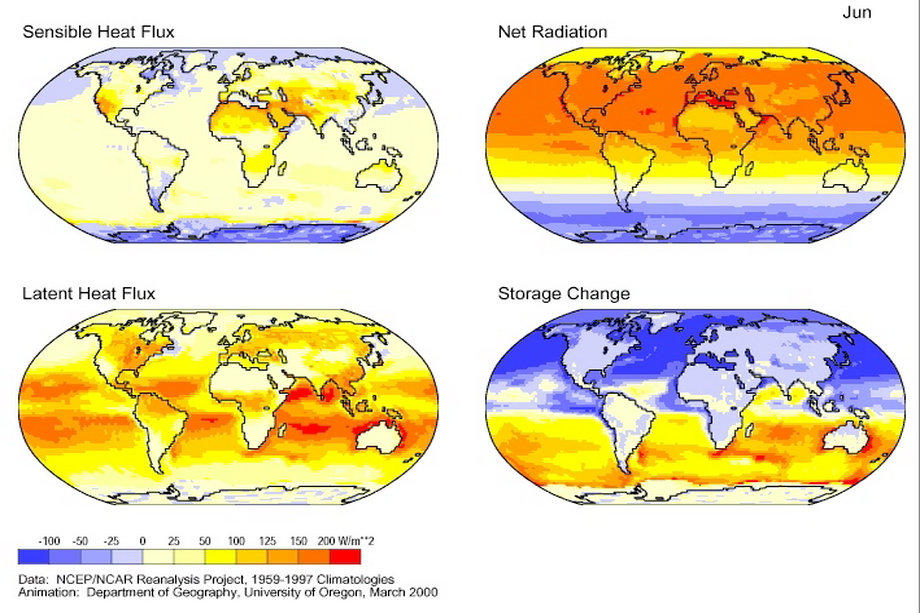 Jun
Sensible Heat Flux
Net Radiation
Latent Heat Flux
Storage Change
-100 -50 -25 0 25 50 100 125 150 200 W/m**2
Data: NCEP/NCAR Reanalysis Project, 1959-1997 Climatologies
Animation: Department of Geography, University of Oregon, March 2000